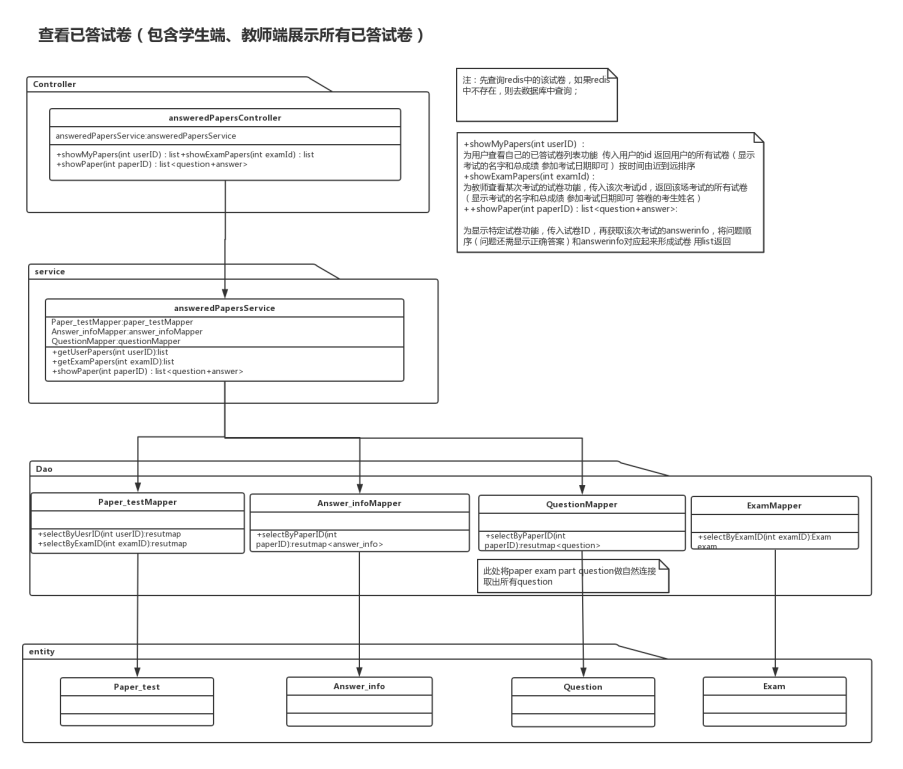 查看已答试卷（包含学生端、教师端展示所有已答试卷）
Controller
answeredPapersController
answeredPapersService:answeredPapersService
+showMyPapers(int userID)：list+showExamPapers(int examId)：list
+showPaper(int paperID)：list<question+answer>
注：先查询redis中的该试卷，如果redis
中不存在，则去数据库中查询；
+showMyPapers(int userID) ：
为用户查看自己的已答试卷列表功能 传入用户的id 返回用户的所有试卷（显示
考试的名字和总成绩 参加考试日期即可） 按时间由近到远排序
+showExamPapers(int examId)：
为教师查看某次考试的试卷功能，传入该次考试id，返回该场考试的所有试卷
（显示考试的名字和总成绩 参加考试日期即可 答卷的考生姓名）
++showPaper(int paperID)：list<question+answer>:
为显示特定试卷功能，传入试卷ID，再获取该次考试的answerinfo，将问题顺
序（问题还需显示正确答案）和answerinfo对应起来形成试卷 用list返回
service
answeredPapersService
Paper_testMapper:paper_testMapper
Answer_infoMapper:answer_infoMapper
QuestionMapper:questionMapper
+getUserPapers(int userID):list
+getExamPapers(int examID):list
+showPaper(int paperID)：list<question+answer>
Dao
Paper_testMapper
+selectByUesrID(int userID):resutmap
+selectByExamID(int examID):resutmap
Answer_infoMapper
+selectByPaperID(int
paperID):resutmap<answer_info>
QuestionMapper
+selectByPaperID(int
paperID):resutmap<question>
ExamMapper
+selectByExamID(int examID):Exam
exam
此处将paper exam part question做自然连接
取出所有question
entity
Paper_test
Answer_info
Question
Exam